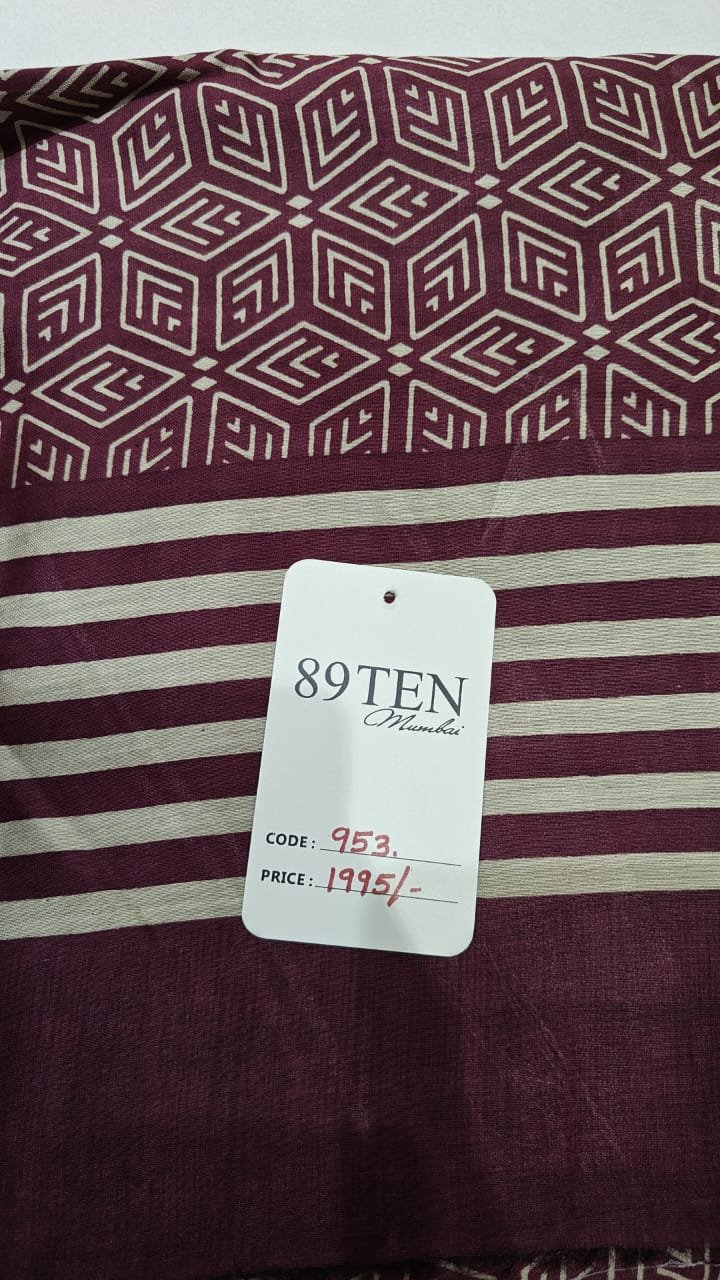 89TEN
Mumbai
CODE: 953.
PRICE: 1995/-